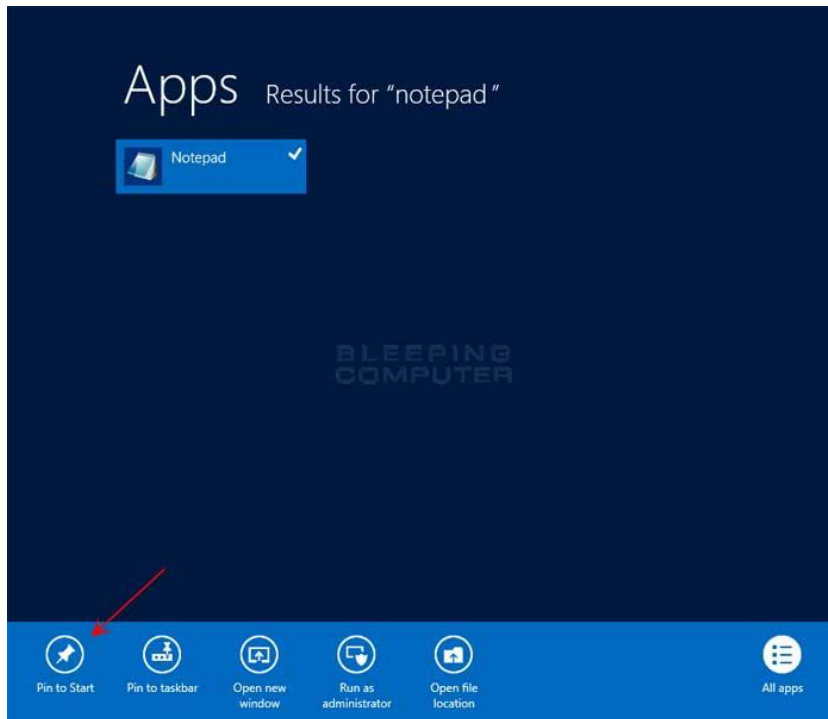 Apps Results for "notepad"
Notepad
BLEEPING
COMPUTER
Pin to Start
Pin to taskbar
Open new
window
Run as
administrator
Open file
location
All apps